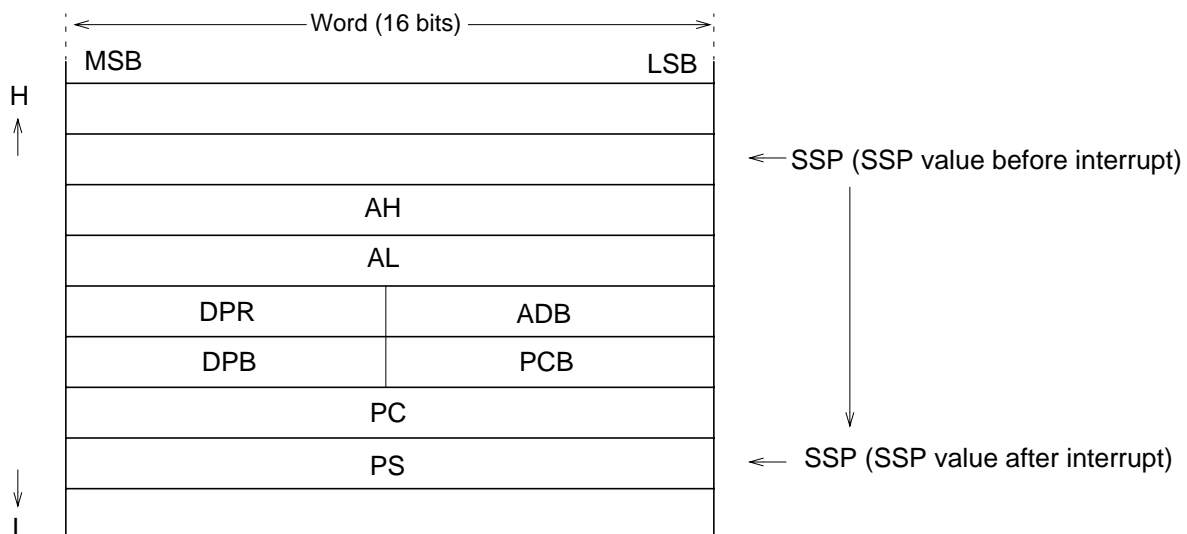 Word (16 bits)
MSB LSB
H
SSP (SSP value before interrupt)
AH
AL
DPR ADB
DPB PCB
PC
PS
SSP (SSP value after interrupt)
L